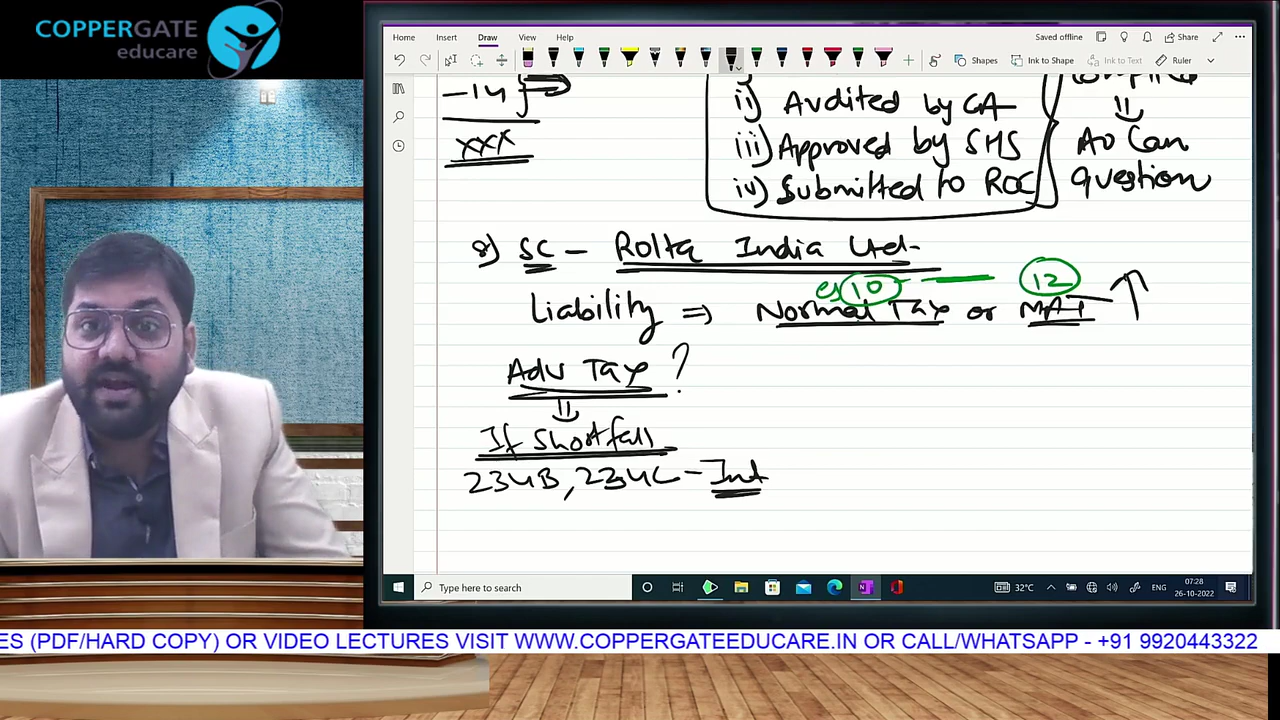 COPPERGATE
educare
Home Insert Draw View Help
Saved offline
Share
Shapes
Ink to Shape
Ink to Text
Ruler
-14
XXX
ii) Audited by CA
iii) Approved by SHS
iv) Submitted to ROC
Ao Can
question
8) SC - Rolta India Ltd.
eg 10 12
Liability ⇒ Normal Tax or MAT ↑
Adv Tax ?
If Shortfall
234B, 234C - Int
Type here to search
32°C
ENG
07:28
26-10-2022
ES (PDF/HARD COPY) OR VIDEO LECTURES VISIT WWW.COPPERGATEEDUCARE.IN OR CALL/WHATSAPP - +91 9920443322